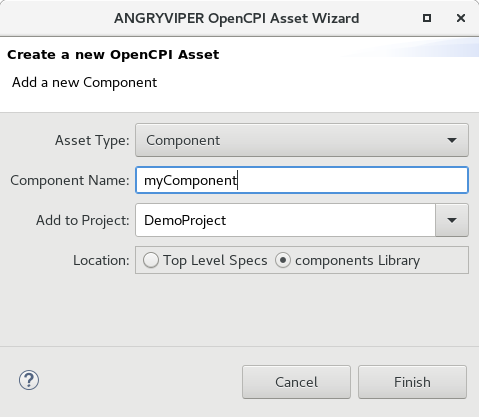 ANGRYVIPER OpenCPI Asset Wizard
Create a new OpenCPI Asset
Add a new Component
Asset Type: Component
Component Name: myComponent
Add to Project: DemoProject
Location: Top Level Specs components Library
? Cancel Finish